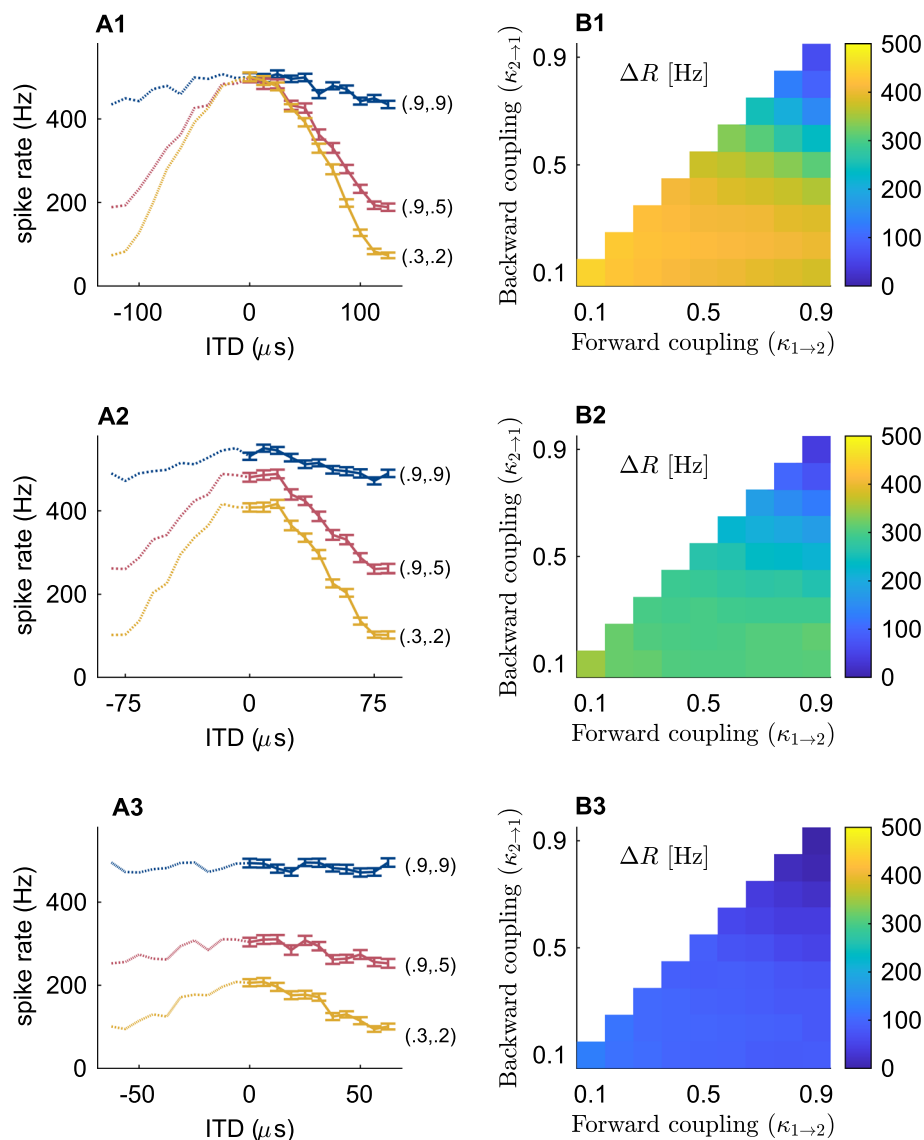 A1
spike rate (Hz)
400
200
0
(.9,.9)
(.9,.5)
(.3,.2)
-100 0 100
ITD (μs)
B1
Backward coupling (κ2→1)
0.9
0.5
0.1
ΔR [Hz]
0.1 0.5 0.9
Forward coupling (κ1→2)
500
400
300
200
100
0
A2
spike rate (Hz)
400
200
0
(.9,.9)
(.9,.5)
(.3,.2)
-75 0 75
ITD (μs)
B2
Backward coupling (κ2→1)
0.9
0.5
0.1
ΔR [Hz]
0.1 0.5 0.9
Forward coupling (κ1→2)
500
400
300
200
100
0
A3
spike rate (Hz)
400
200
0
(.9,.9)
(.9,.5)
(.3,.2)
-50 0 50
ITD (μs)
B3
Backward coupling (κ2→1)
0.9
0.5
0.1
ΔR [Hz]
0.1 0.5 0.9
Forward coupling (κ1→2)
500
400
300
200
100
0